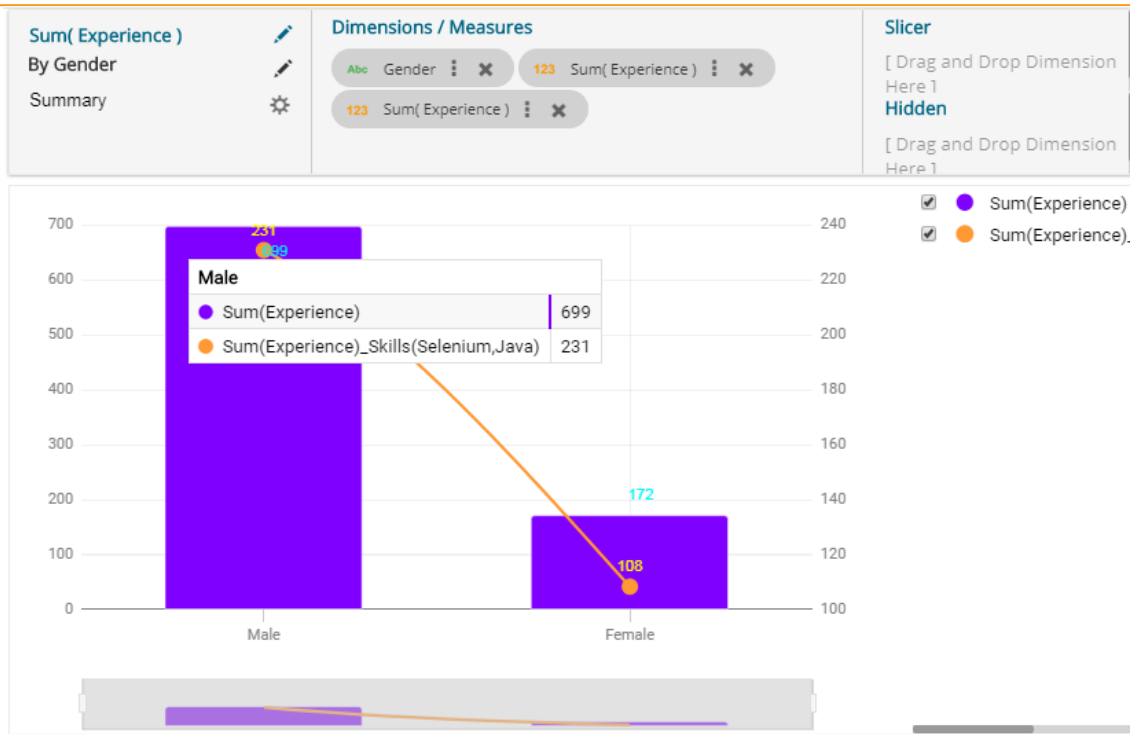 Sum( Experience )
By Gender
Summary
Dimensions / Measures
Abc Gender
123 Sum( Experience )
123 Sum( Experience )
Slicer
[ Drag and Drop Dimension
Here ]
Hidden
[ Drag and Drop Dimension
Here ]
Sum(Experience)
Sum(Experience)_
700
600
500
400
300
200
100
0
240
220
200
180
160
140
120
100
231
699
Male
Sum(Experience) 699
Sum(Experience)_Skills(Selenium,Java) 231
172
108
Male
Female